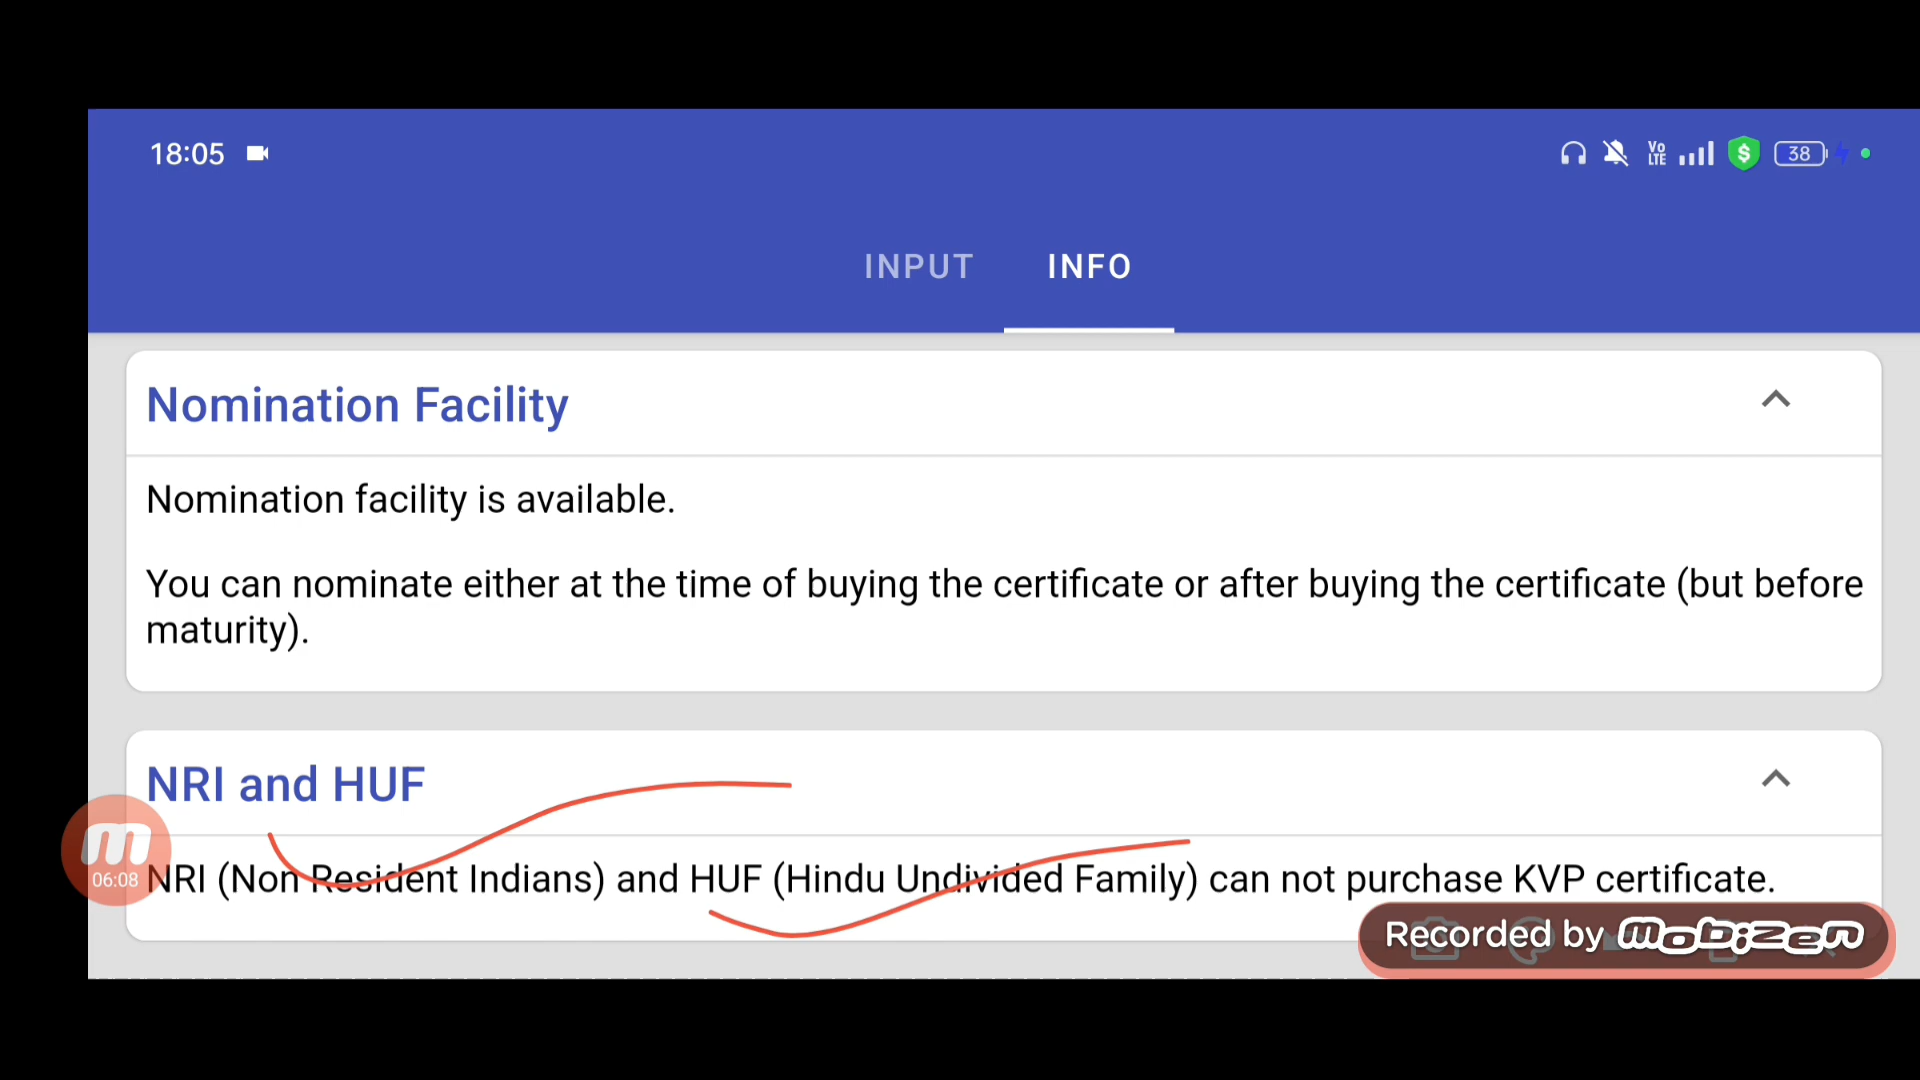 18:05
Vo LTE
38
INPUT INFO
Nomination Facility
Nomination facility is available.
You can nominate either at the time of buying the certificate or after buying the certificate (but before
maturity).
NRI and HUF
NRI (Non Resident Indians) and HUF (Hindu Undivided Family) can not purchase KVP certificate.
06:08
Recorded by mobizen